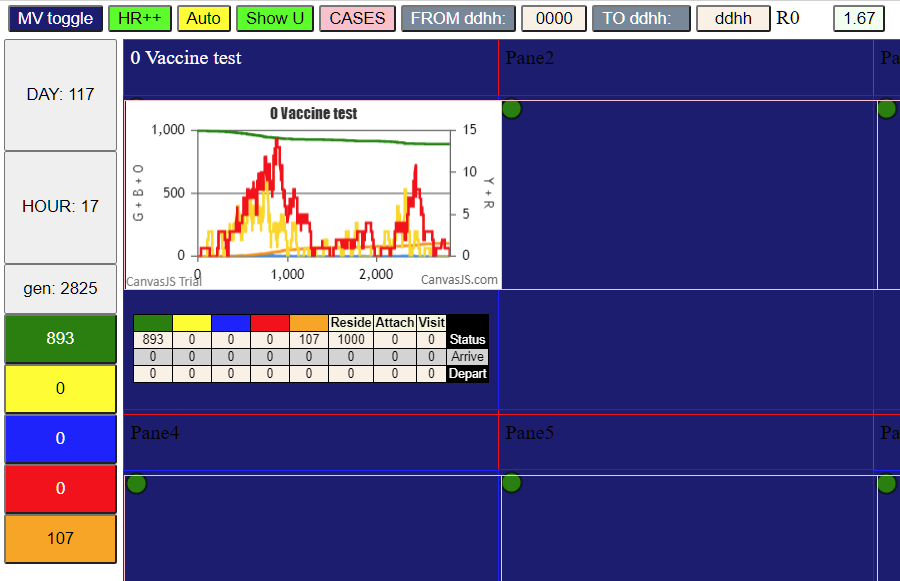 MV toggle HR++ Auto Show U CASES FROM ddhh: 0000 TO ddhh: ddhh R0 1.67
DAY: 117
HOUR: 17
gen: 2825
893
0
0
0
107
0 Vaccine test Pane2 Pa
0 Vaccine test
1,000 15
10
500
5
0 0
G + B + O
Y + R
0 1,000 2,000
CanvasJS Trial CanvasJS.com
Reside Attach Visit
893 0 0 0 107 1000 0 0 Status
0 0 0 0 0 0 0 0 Arrive
0 0 0 0 0 0 0 0 Depart
Pane4 Pane5 Pa